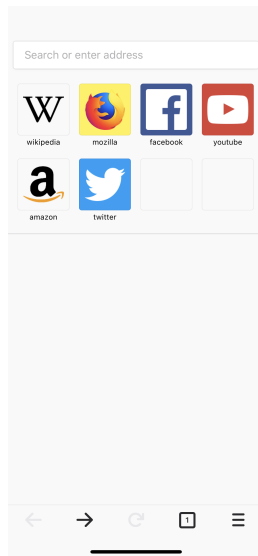 Search or enter address
W
wikipedia
mozilla
facebook
youtube
a
amazon
twitter
1